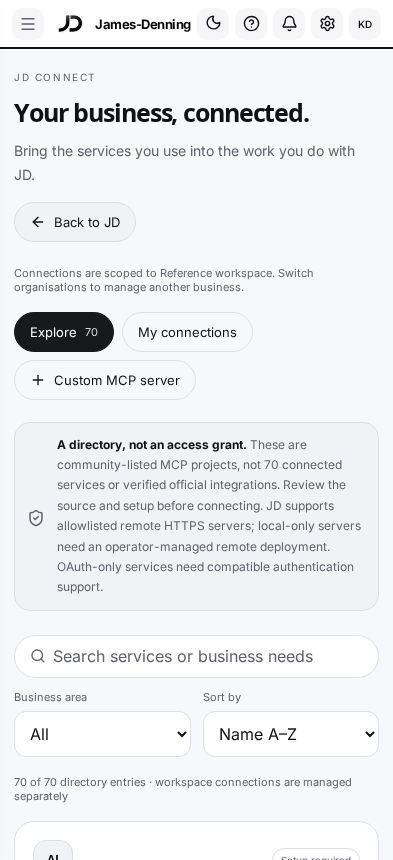 JD James-Denning KD
JD CONNECT
Your business, connected.
Bring the services you use into the work you do with
JD.
Back to JD
Connections are scoped to Reference workspace. Switch
organisations to manage another business.
Explore 70 My connections
Custom MCP server
A directory, not an access grant. These are
community-listed MCP projects, not 70 connected
services or verified official integrations. Review the
source and setup before connecting. JD supports
allowlisted remote HTTPS servers; local-only servers
need an operator-managed remote deployment.
OAuth-only services need compatible authentication
support.
Search services or business needs
Business area Sort by
All Name A–Z
70 of 70 directory entries · workspace connections are managed
separately